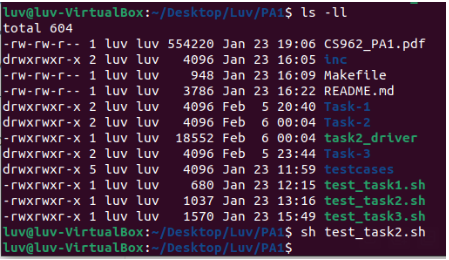 luv@luv-VirtualBox:~/Desktop/Luv/PA1$ ls -ll
total 604
-rw-rw-r-- 1 luv luv 554220 Jan 23 19:06 CS962_PA1.pdf
drwxrwxr-x 2 luv luv 4096 Jan 23 16:05 inc
-rw-rw-r-- 1 luv luv 948 Jan 23 16:09 Makefile
-rw-rw-r-- 1 luv luv 3786 Jan 23 16:22 README.md
drwxrwxr-x 2 luv luv 4096 Feb 5 20:40 Task-1
drwxrwxr-x 2 luv luv 4096 Feb 6 00:04 Task-2
-rwxrwxr-x 1 luv luv 18552 Feb 6 00:04 task2_driver
drwxrwxr-x 2 luv luv 4096 Feb 5 23:44 Task-3
drwxrwxr-x 5 luv luv 4096 Jan 23 11:59 testcases
-rwxrwxr-x 1 luv luv 680 Jan 23 12:15 test_task1.sh
-rwxrwxr-x 1 luv luv 1037 Jan 23 13:16 test_task2.sh
-rwxrwxr-x 1 luv luv 1570 Jan 23 15:49 test_task3.sh
luv@luv-VirtualBox:~/Desktop/Luv/PA1$ sh test_task2.sh
luv@luv-VirtualBox:~/Desktop/Luv/PA1$